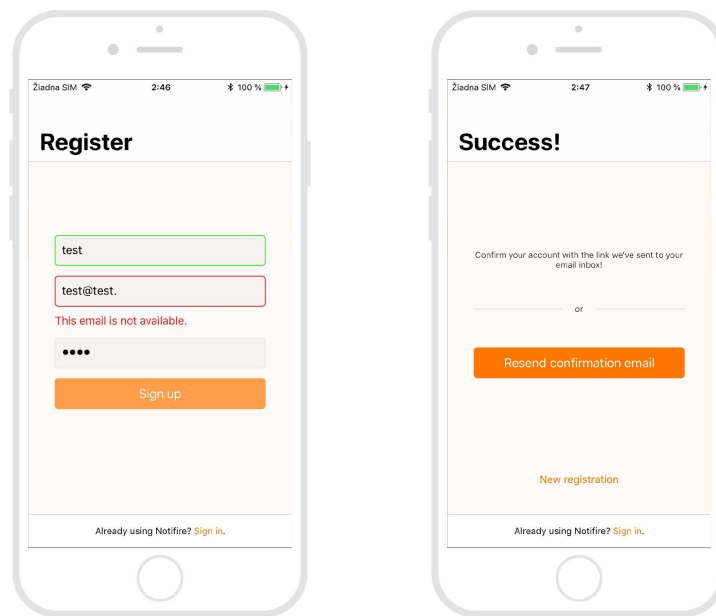 Žiadna SIM 2:46 100 %
Register
test
test@test.
This email is not available.
••••
Sign up
Already using Notifire? Sign in.
Žiadna SIM 2:47 100 %
Success!
Confirm your account with the link we've sent to your
email inbox!
or
Resend confirmation email
New registration
Already using Notifire? Sign in.